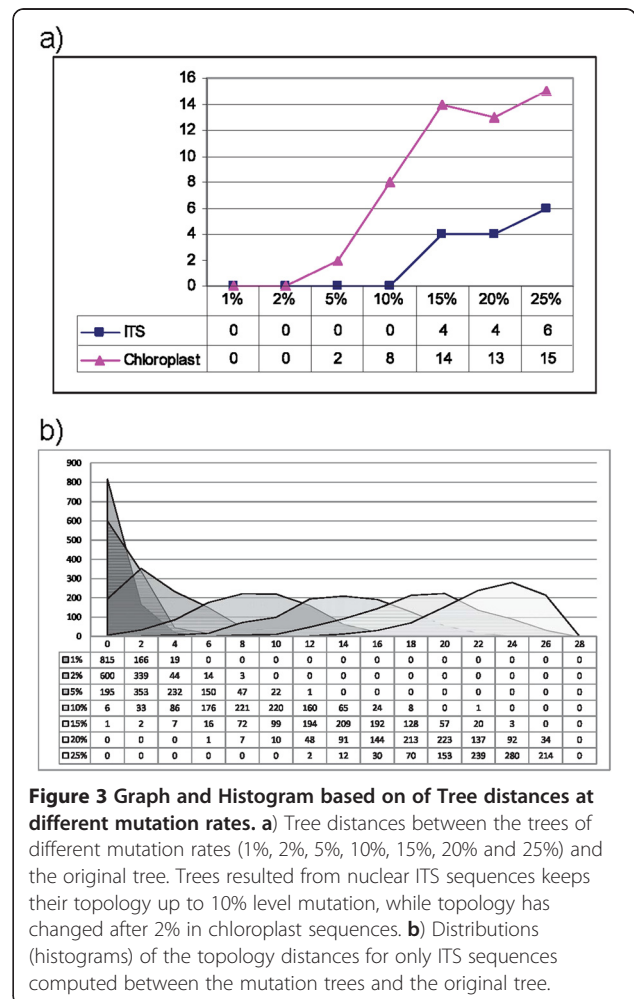 a)
16
14
12
10
8
6
4
2
0
1% 2% 5% 10% 15% 20% 25%
ITS 0 0 0 0 4 4 6
Chloroplast 0 0 2 8 14 13 15
b)
900
800
700
600
500
400
300
200
100
0
0 2 4 6 8 10 12 14 16 18 20 22 24 26 28
1% 815 166 19 0 0 0 0 0 0 0 0 0 0 0 0
2% 600 339 44 14 3 0 0 0 0 0 0 0 0 0 0
5% 195 353 232 150 47 22 1 0 0 0 0 0 0 0 0
10% 6 33 86 176 221 220 160 65 24 8 0 1 0 0 0
15% 1 2 7 16 72 99 194 209 192 128 57 20 3 0 0
20% 0 0 0 1 7 10 48 91 144 213 223 137 92 34 0
25% 0 0 0 0 0 0 2 12 30 70 153 239 280 214 0
Figure 3 Graph and Histogram based on of Tree distances at
different mutation rates. a) Tree distances between the trees of
different mutation rates (1%, 2%, 5%, 10%, 15%, 20% and 25%) and
the original tree. Trees resulted from nuclear ITS sequences keeps
their topology up to 10% level mutation, while topology has
changed after 2% in chloroplast sequences. b) Distributions
(histograms) of the topology distances for only ITS sequences
computed between the mutation trees and the original tree.